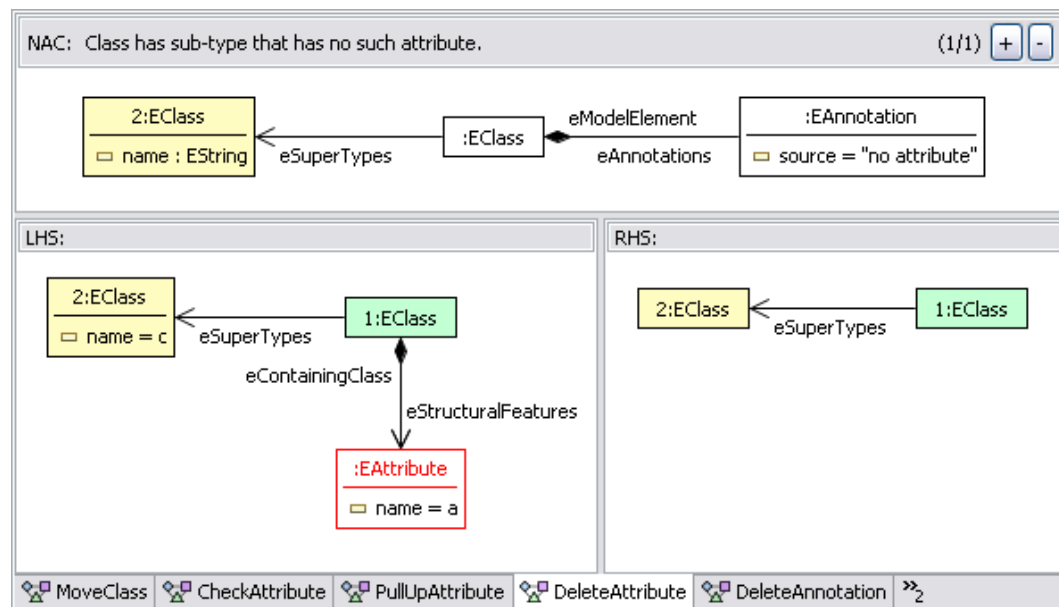 NAC: Class has sub-type that has no such attribute. (1/1) + -
2:EClass
name : EString
eSuperTypes
:EClass
eModelElement
eAnnotations
:EAnnotation
source = "no attribute"
LHS:
2:EClass
name = c
eSuperTypes
1:EClass
eContainingClass
eStructuralFeatures
:EAttribute
name = a
RHS:
2:EClass
eSuperTypes
1:EClass
MoveClass CheckAttribute PullUpAttribute DeleteAttribute DeleteAnnotation »2